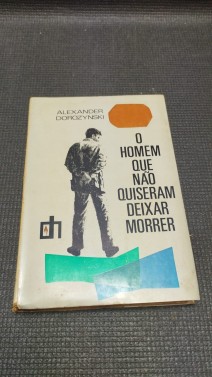 ALEXANDER
DOROZYNSKI
O
HOMEM
QUE
NÃO
QUISERAM
DEIXAR
MORRER